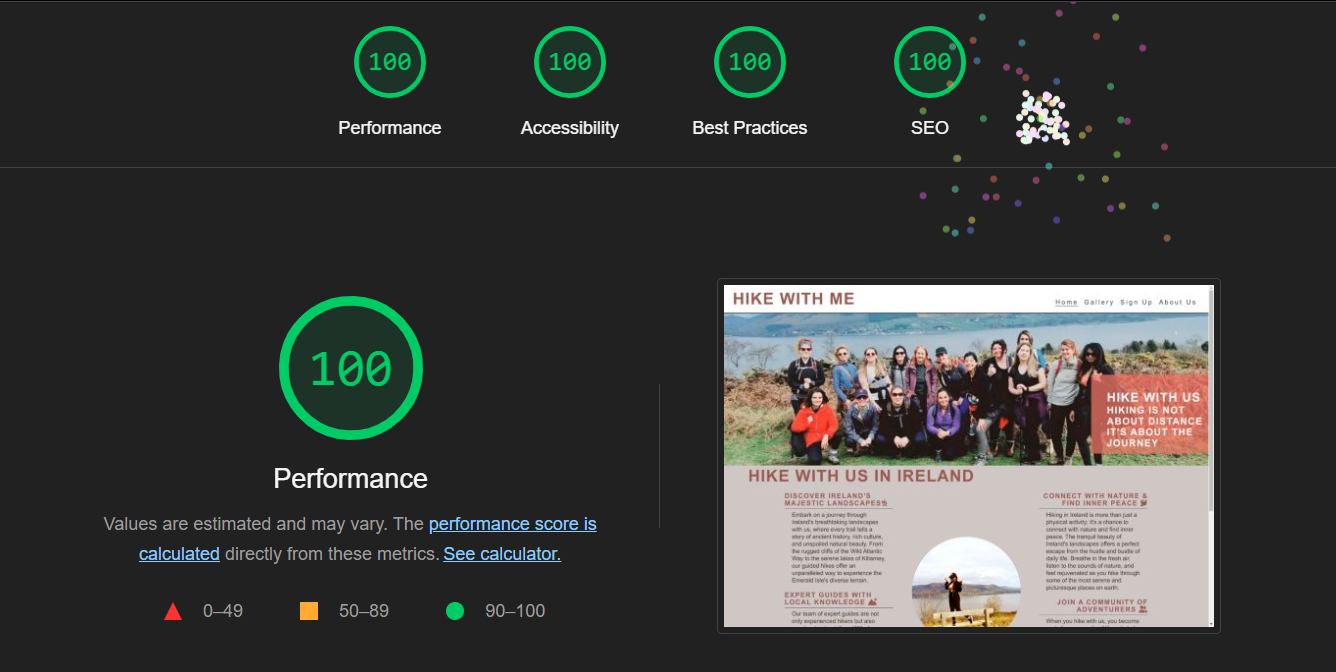 100 100 100 100
Performance Accessibility Best Practices SEO
100
Performance
Values are estimated and may vary. The performance score is
calculated directly from these metrics. See calculator.
0–49 50–89 90–100
HIKE WITH ME
Home Gallery Sign Up About Us
HIKE WITH US
HIKING IS NOT
ABOUT DISTANCE
IT'S ABOUT THE
JOURNEY
HIKE WITH US IN IRELAND
DISCOVER IRELAND'S
MAJESTIC LANDSCAPES
Embark on a journey through
Ireland's breathtaking landscapes
with us, where every trail tells a
story of ancient history, rich culture,
and unspoiled natural beauty. From
the rugged cliffs of the Wild Atlantic
Way to the serene lakes of Killarney,
our guided hikes offer an
unparalleled way to experience the
Emerald Isle's diverse terrain.
EXPERT GUIDES WITH
LOCAL KNOWLEDGE
Our team of expert guides are not
only experienced hikers but also
CONNECT WITH NATURE &
FIND INNER PEACE
Hiking in Ireland is more than just a
physical activity; it's a chance to
connect with nature and find inner
peace. The tranquil beauty of
Ireland's landscapes offers a perfect
escape from the hustle and bustle of
daily life. Breathe in the fresh air,
listen to the sounds of nature, and
feel rejuvenated as you hike through
some of the most serene and
picturesque places on earth.
JOIN A COMMUNITY OF
ADVENTURERS
When you hike with us, you become